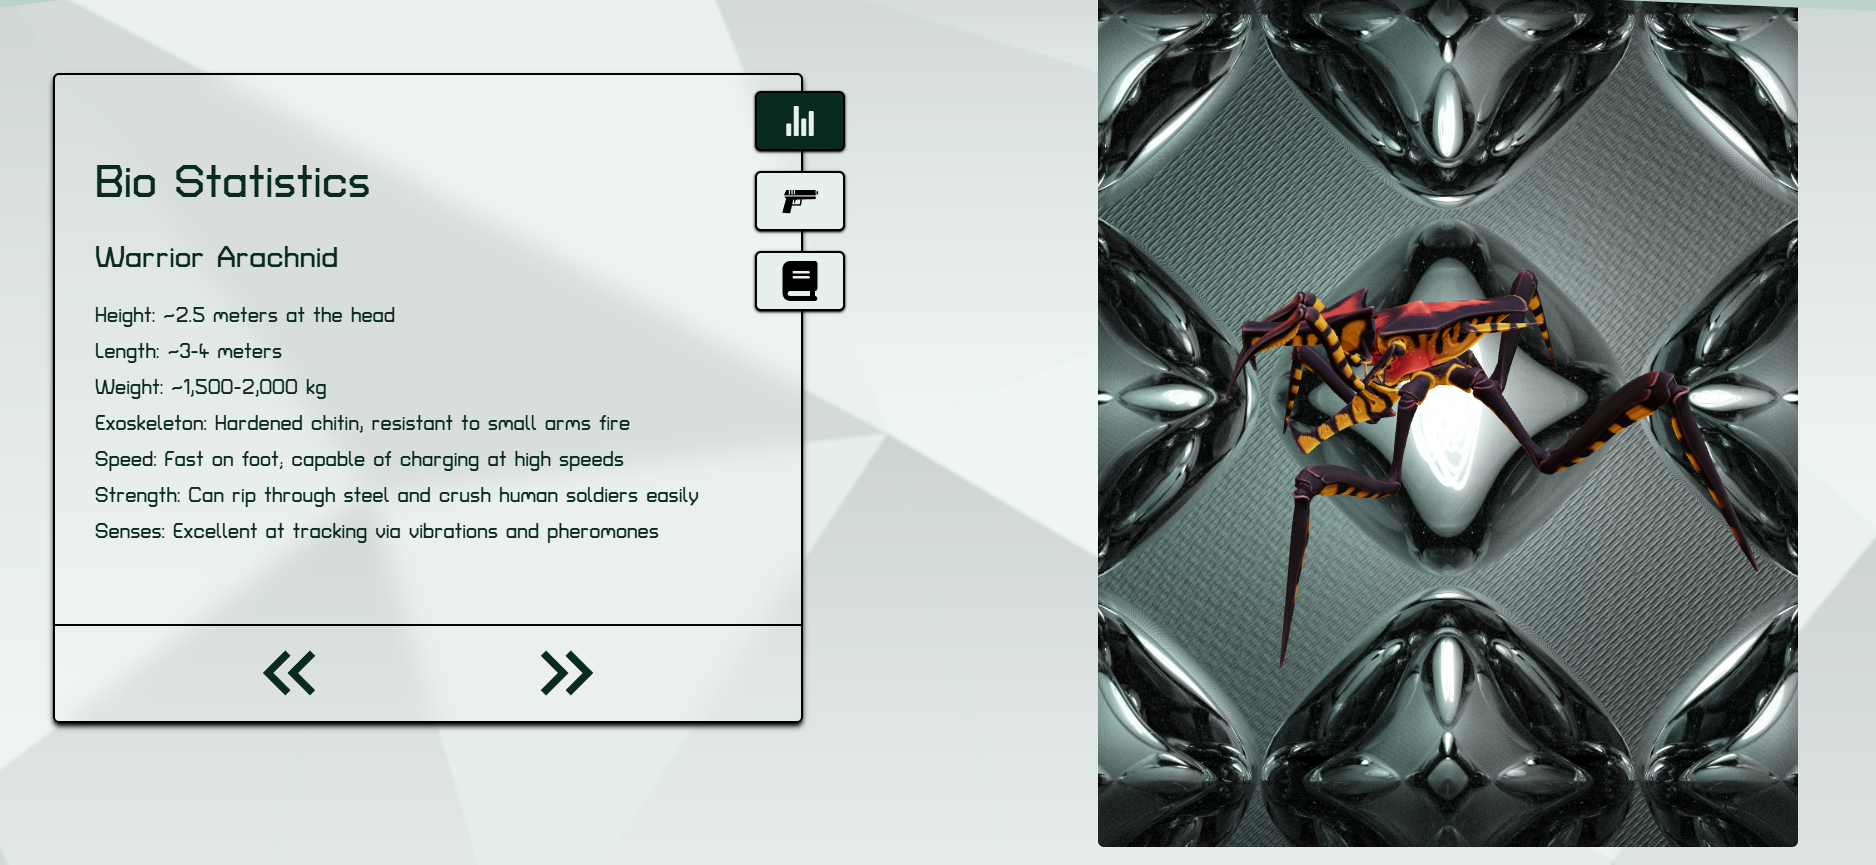 Bio Statistics
Warrior Arachnid
Height: ~2.5 meters at the head
Length: ~3-4 meters
Weight: ~1,500-2,000 kg
Exoskeleton: Hardened chitin, resistant to small arms fire
Speed: Fast on foot; capable of charging at high speeds
Strength: Can rip through steel and crush human soldiers easily
Senses: Excellent at tracking via vibrations and pheromones